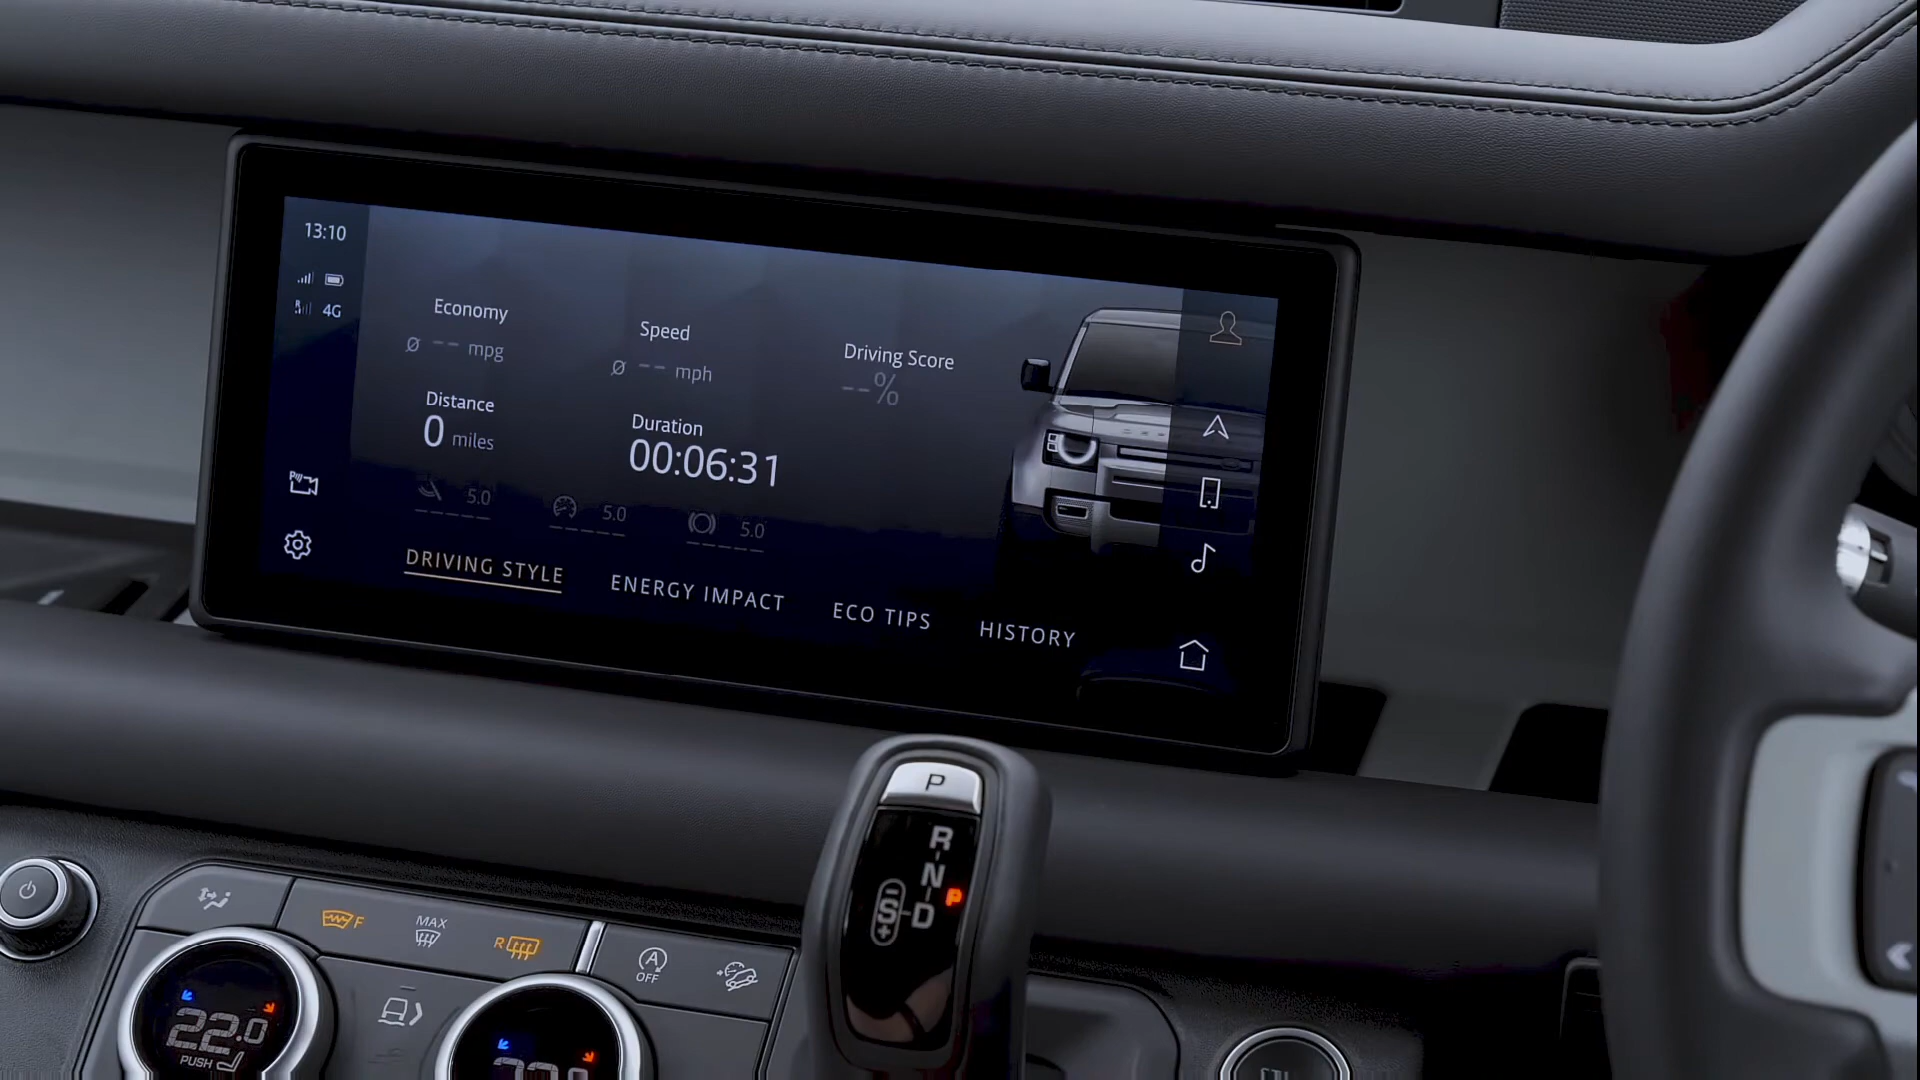 13:10
4G
Economy
Ø -- mpg
Speed
Ø -- mph
Driving Score
--%
Distance
0 miles
Duration
00:06:31
5.0
5.0
5.0
DRIVING STYLE
ENERGY IMPACT
ECO TIPS
HISTORY
P
R
N
P
S
D
F
MAX
R
A
OFF
22.0
PUSH